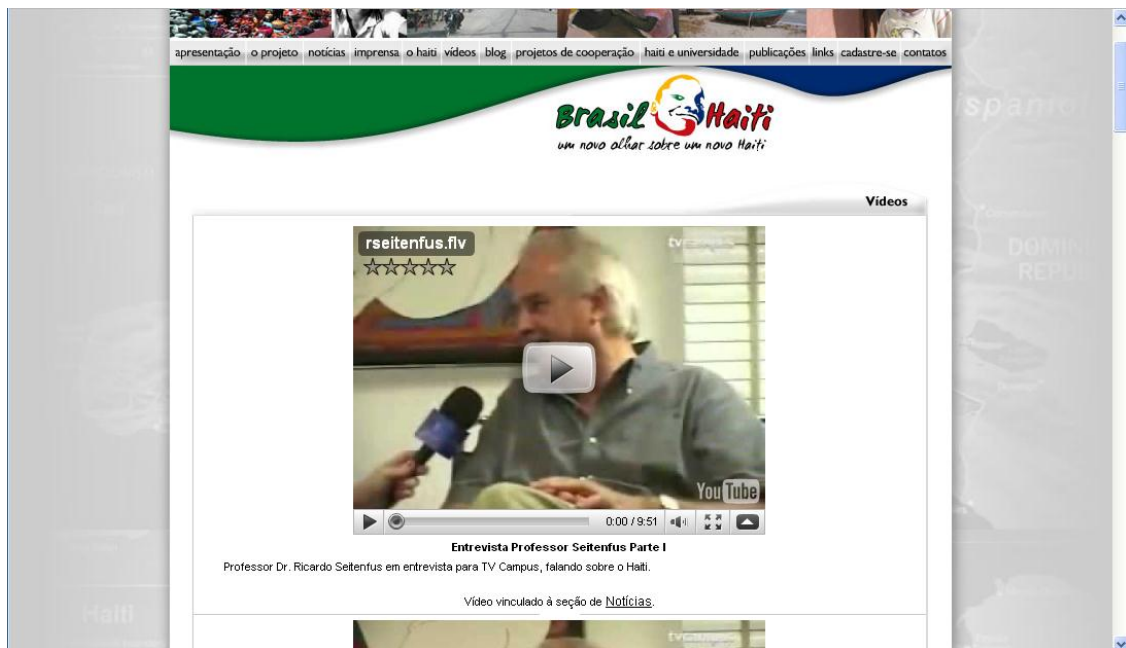 apresentação o projeto notícias imprensa o haiti vídeos blog projetos de cooperação haiti e universidade publicações links cadastre-se contatos
Brasil Haiti
um novo olhar sobre um novo Haiti
Vídeos
rseitenfus.flv
You Tube
0:00 / 9:51
Entrevista Professor Seitenfus Parte I
Professor Dr. Ricardo Seitenfus em entrevista para TV Campus, falando sobre o Haiti.
Vídeo vinculado à seção de Notícias.
Haiti